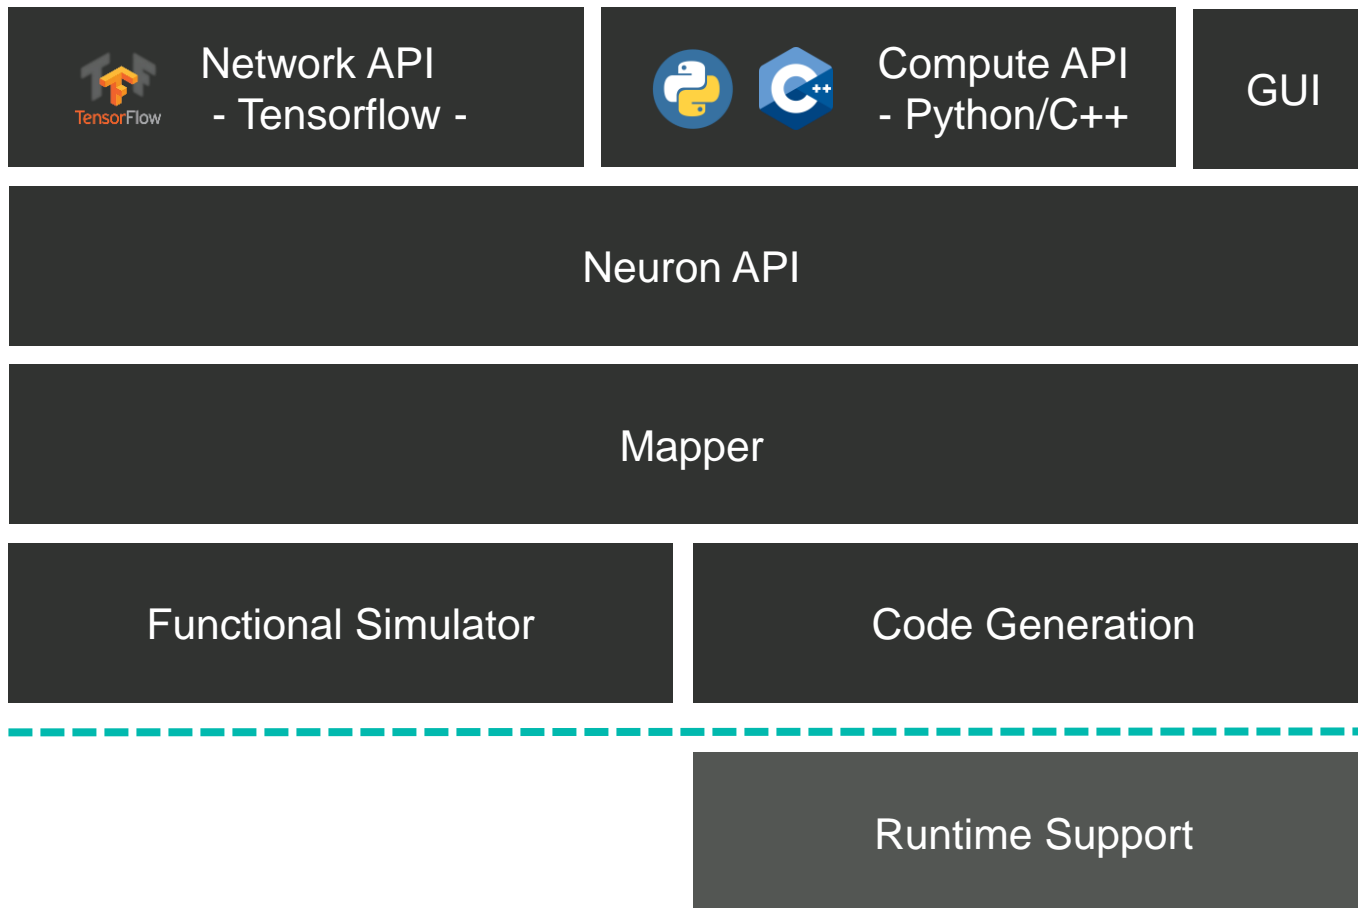 TensorFlow
Network API
- Tensorflow -
C++
Compute API
- Python/C++
GUI
Neuron API
Mapper
Functional Simulator
Code Generation
Runtime Support